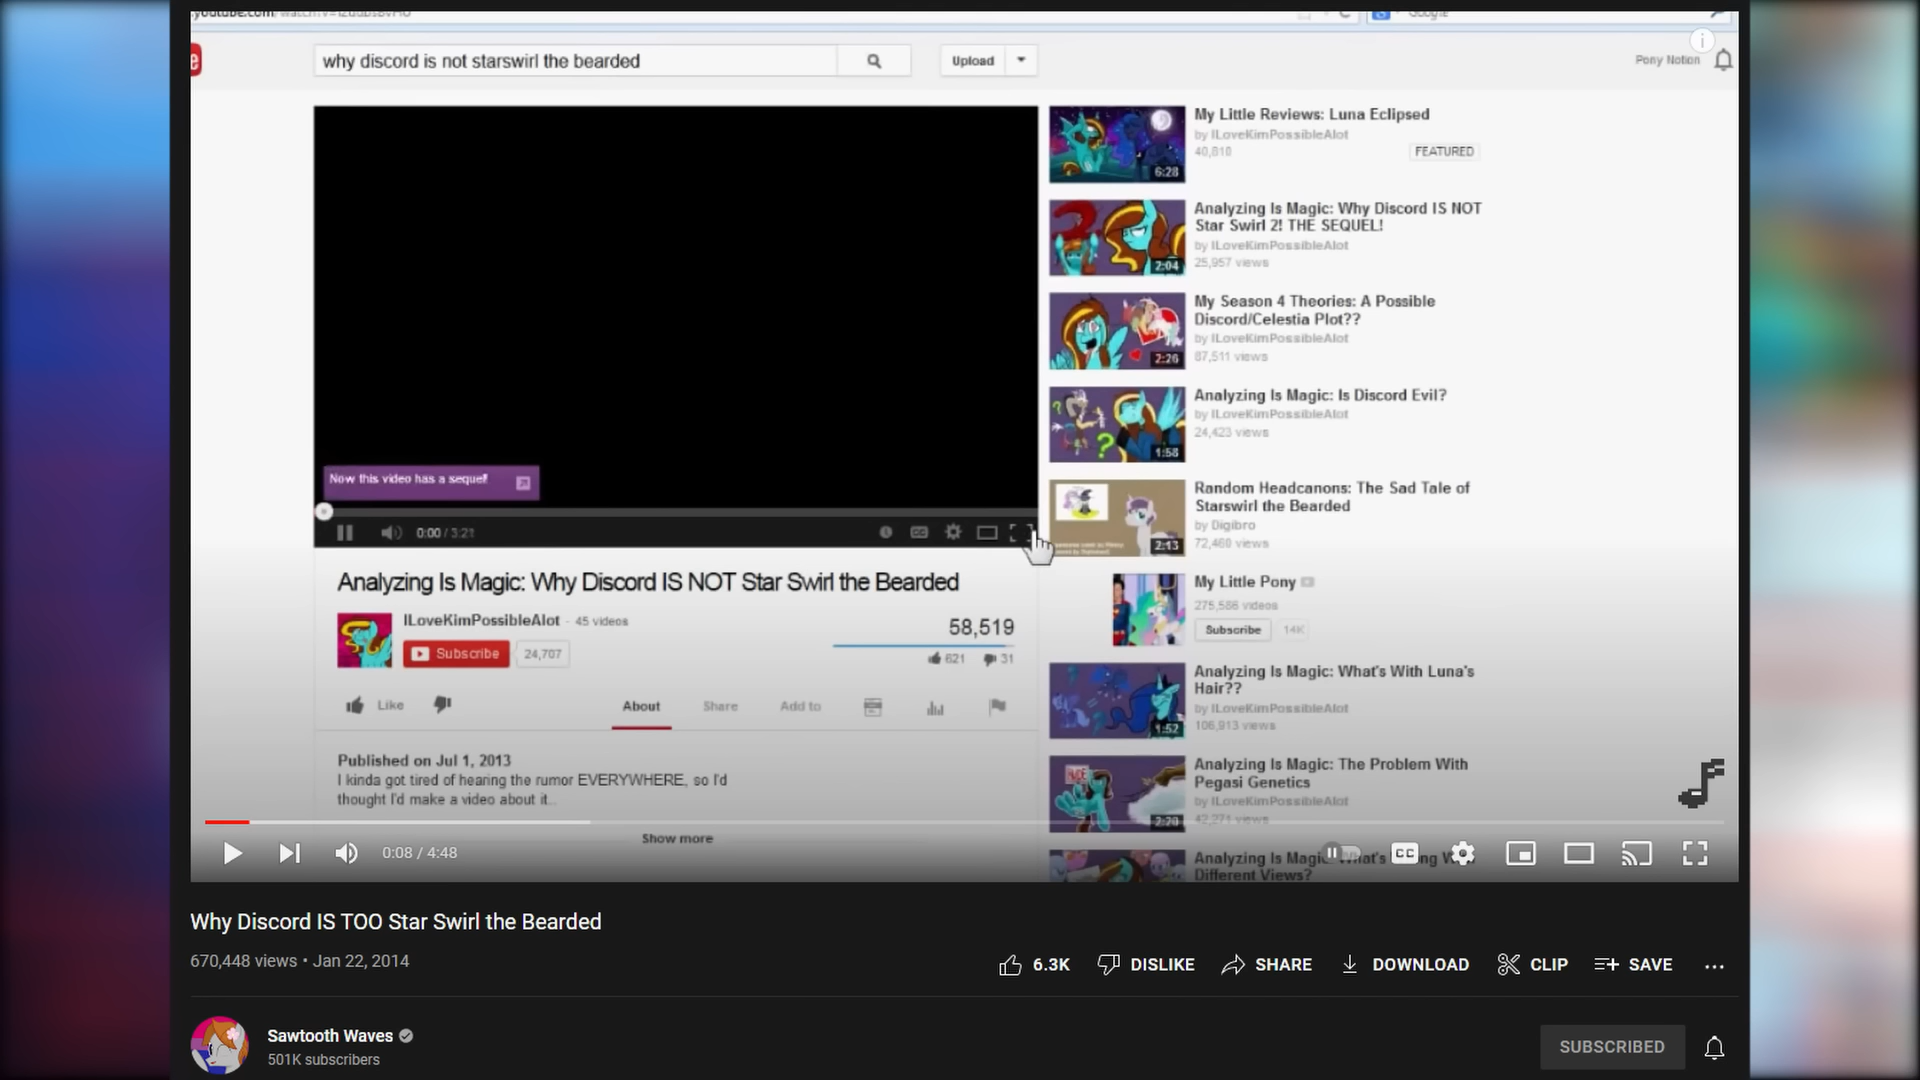 why discord is not starswirl the bearded
Upload
Google
Pony Notion
My Little Reviews: Luna Eclipsed
by ILoveKimPossibleAlot
40,810
FEATURED
6:28
Analyzing Is Magic: Why Discord IS NOT
Star Swirl 2! THE SEQUEL!
by ILoveKimPossibleAlot
25,957 views
2:04
My Season 4 Theories: A Possible
Discord/Celestia Plot??
by ILoveKimPossibleAlot
87,511 views
2:26
Analyzing Is Magic: Is Discord Evil?
by ILoveKimPossibleAlot
24,423 views
1:58
Random Headcanons: The Sad Tale of
Starswirl the Bearded
by Digibro
72,469 views
2:13
My Little Pony
275,586 videos
Subscribe 14K
Analyzing Is Magic: What's With Luna's
Hair??
by ILoveKimPossibleAlot
106,913 views
1:52
Analyzing Is Magic: The Problem With
Pegasi Genetics
by ILoveKimPossibleAlot
42,271 views
2:20
Different Views?
Now this video has a sequel!
0:00 / 3:21
Analyzing Is Magic: Why Discord IS NOT Star Swirl the Bearded
ILoveKimPossibleAlot · 45 videos
Subscribe 24,707
58,519
621 31
Like
About Share Add to
Published on Jul 1, 2013
I kinda got tired of hearing the rumor EVERYWHERE, so I'd
thought I'd make a video about it...
Show more
0:08 / 4:48
CC
Why Discord IS TOO Star Swirl the Bearded
670,448 views • Jan 22, 2014
6.3K DISLIKE SHARE DOWNLOAD CLIP SAVE
Sawtooth Waves
501K subscribers
SUBSCRIBED